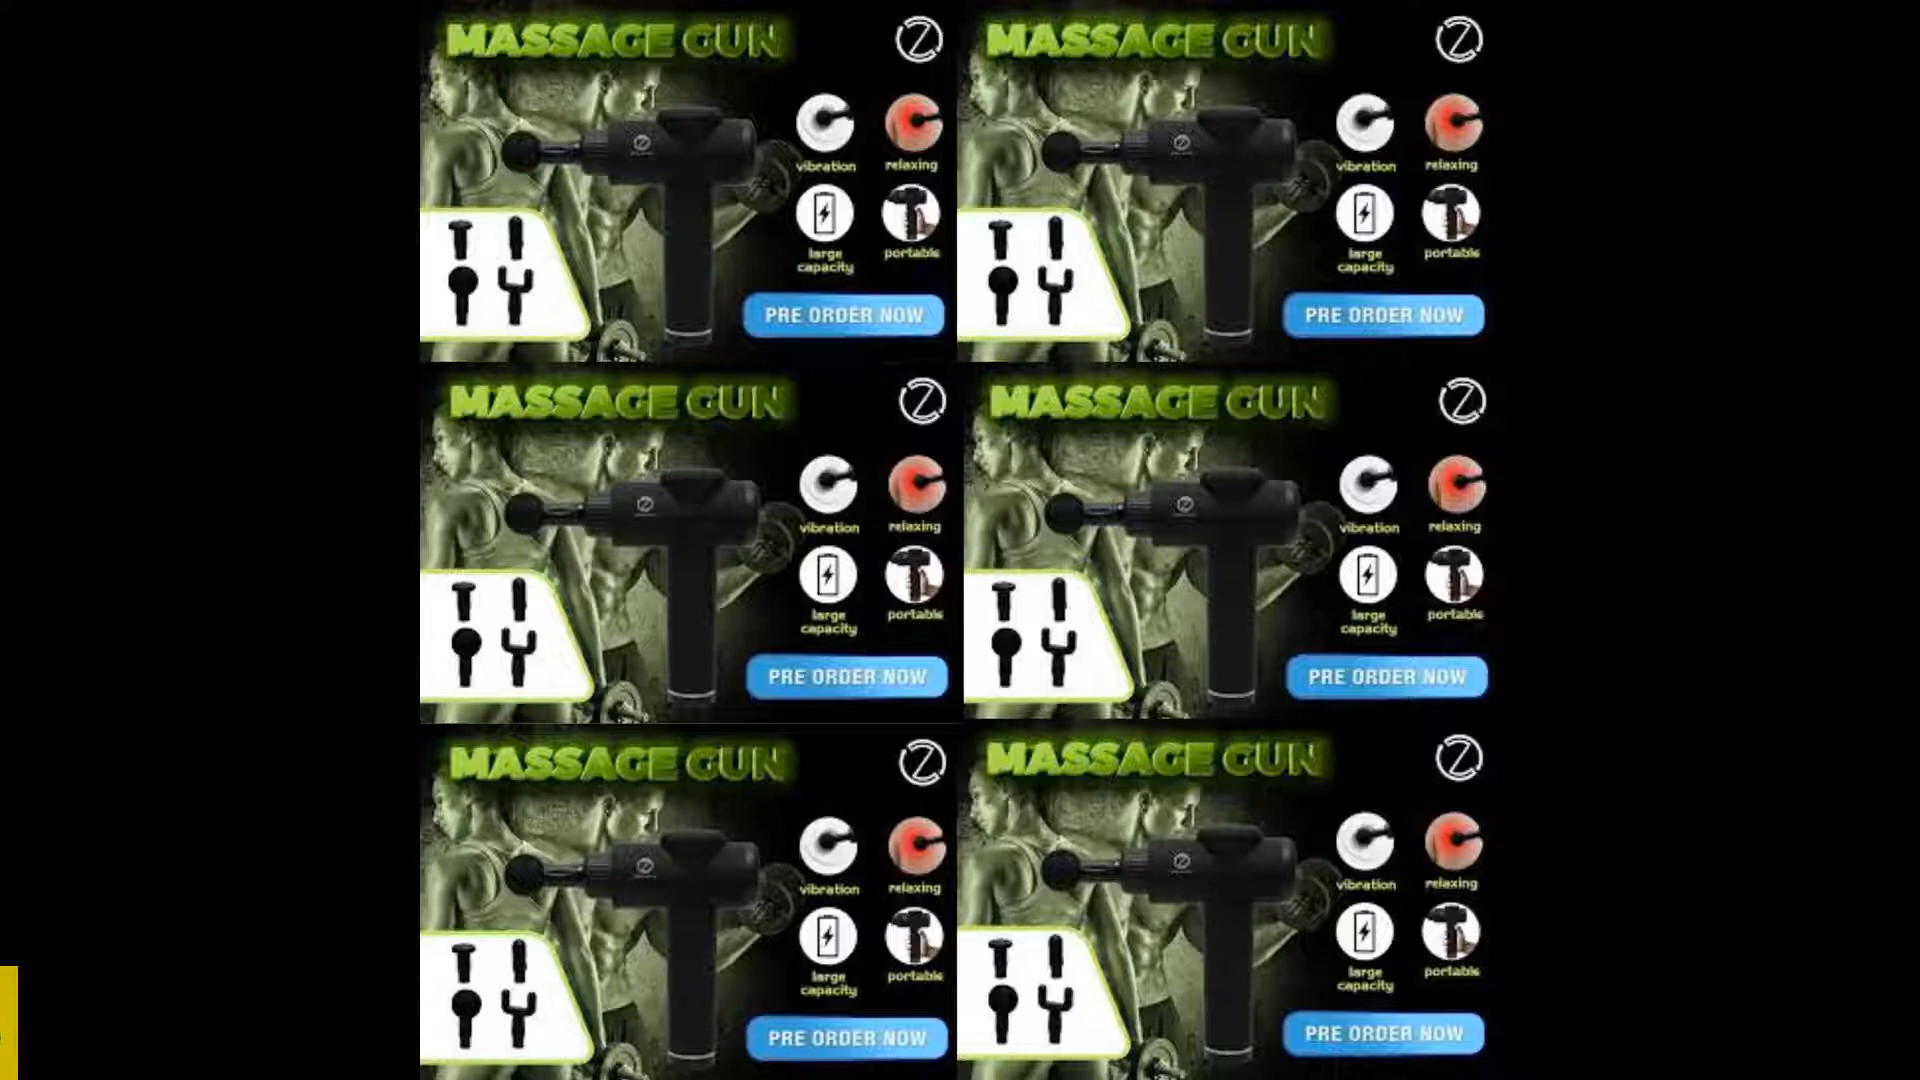 MASSAGE GUN
vibration
relaxing
large
capacity
portable
PRE ORDER NOW
MASSAGE GUN
vibration
relaxing
large
capacity
portable
PRE ORDER NOW
MASSAGE GUN
vibration
relaxing
large
capacity
portable
PRE ORDER NOW
MASSAGE GUN
vibration
relaxing
large
capacity
portable
PRE ORDER NOW
MASSAGE GUN
vibration
relaxing
large
capacity
portable
PRE ORDER NOW
MASSAGE GUN
vibration
relaxing
large
capacity
portable
PRE ORDER NOW